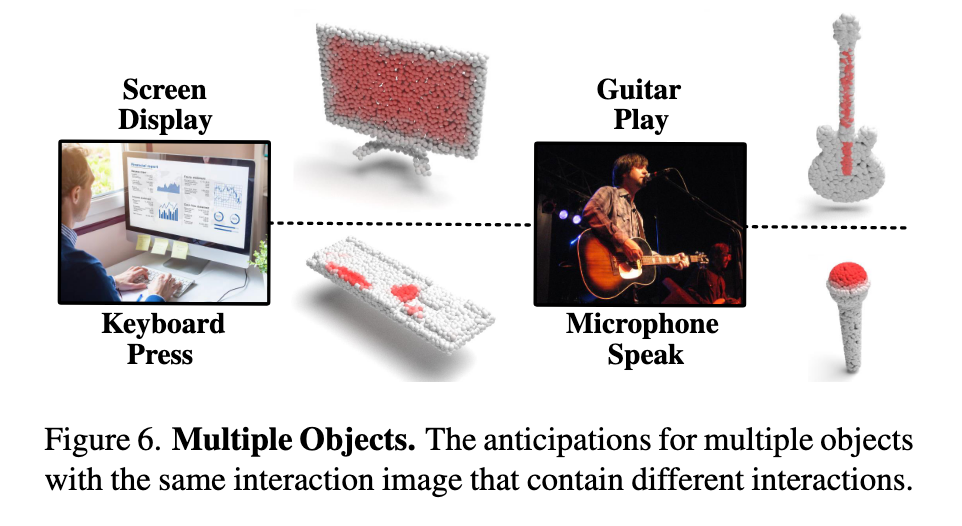 Screen
Display
Guitar
Play
Keyboard
Press
Microphone
Speak
Figure 6. Multiple Objects. The anticipations for multiple objects
with the same interaction image that contain different interactions.